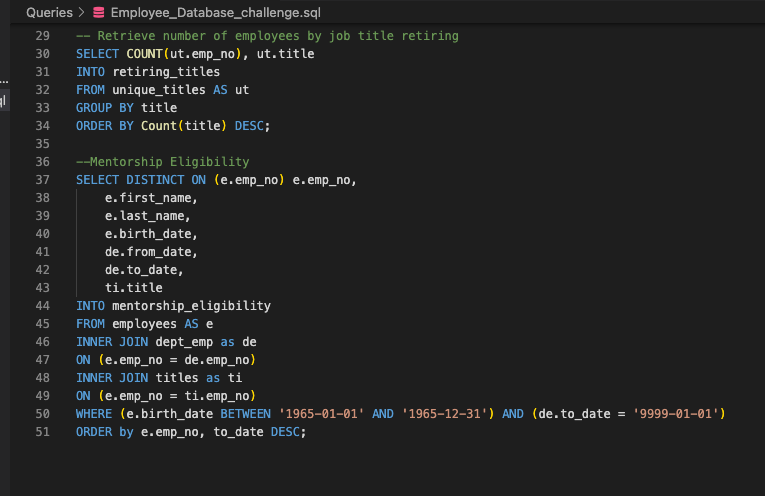 Queries > Employee_Database_challenge.sql
29 -- Retrieve number of employees by job title retiring
30 SELECT COUNT(ut.emp_no), ut.title
31 INTO retiring_titles
32 FROM unique_titles AS ut
33 GROUP BY title
34 ORDER BY Count(title) DESC;
35
36 --Mentorship Eligibility
37 SELECT DISTINCT ON (e.emp_no) e.emp_no,
38     e.first_name,
39     e.last_name,
40     e.birth_date,
41     de.from_date,
42     de.to_date,
43     ti.title
44 INTO mentorship_eligibility
45 FROM employees AS e
46 INNER JOIN dept_emp as de
47 ON (e.emp_no = de.emp_no)
48 INNER JOIN titles as ti
49 ON (e.emp_no = ti.emp_no)
50 WHERE (e.birth_date BETWEEN '1965-01-01' AND '1965-12-31') AND (de.to_date = '9999-01-01')
51 ORDER by e.emp_no, to_date DESC;
... 
ql